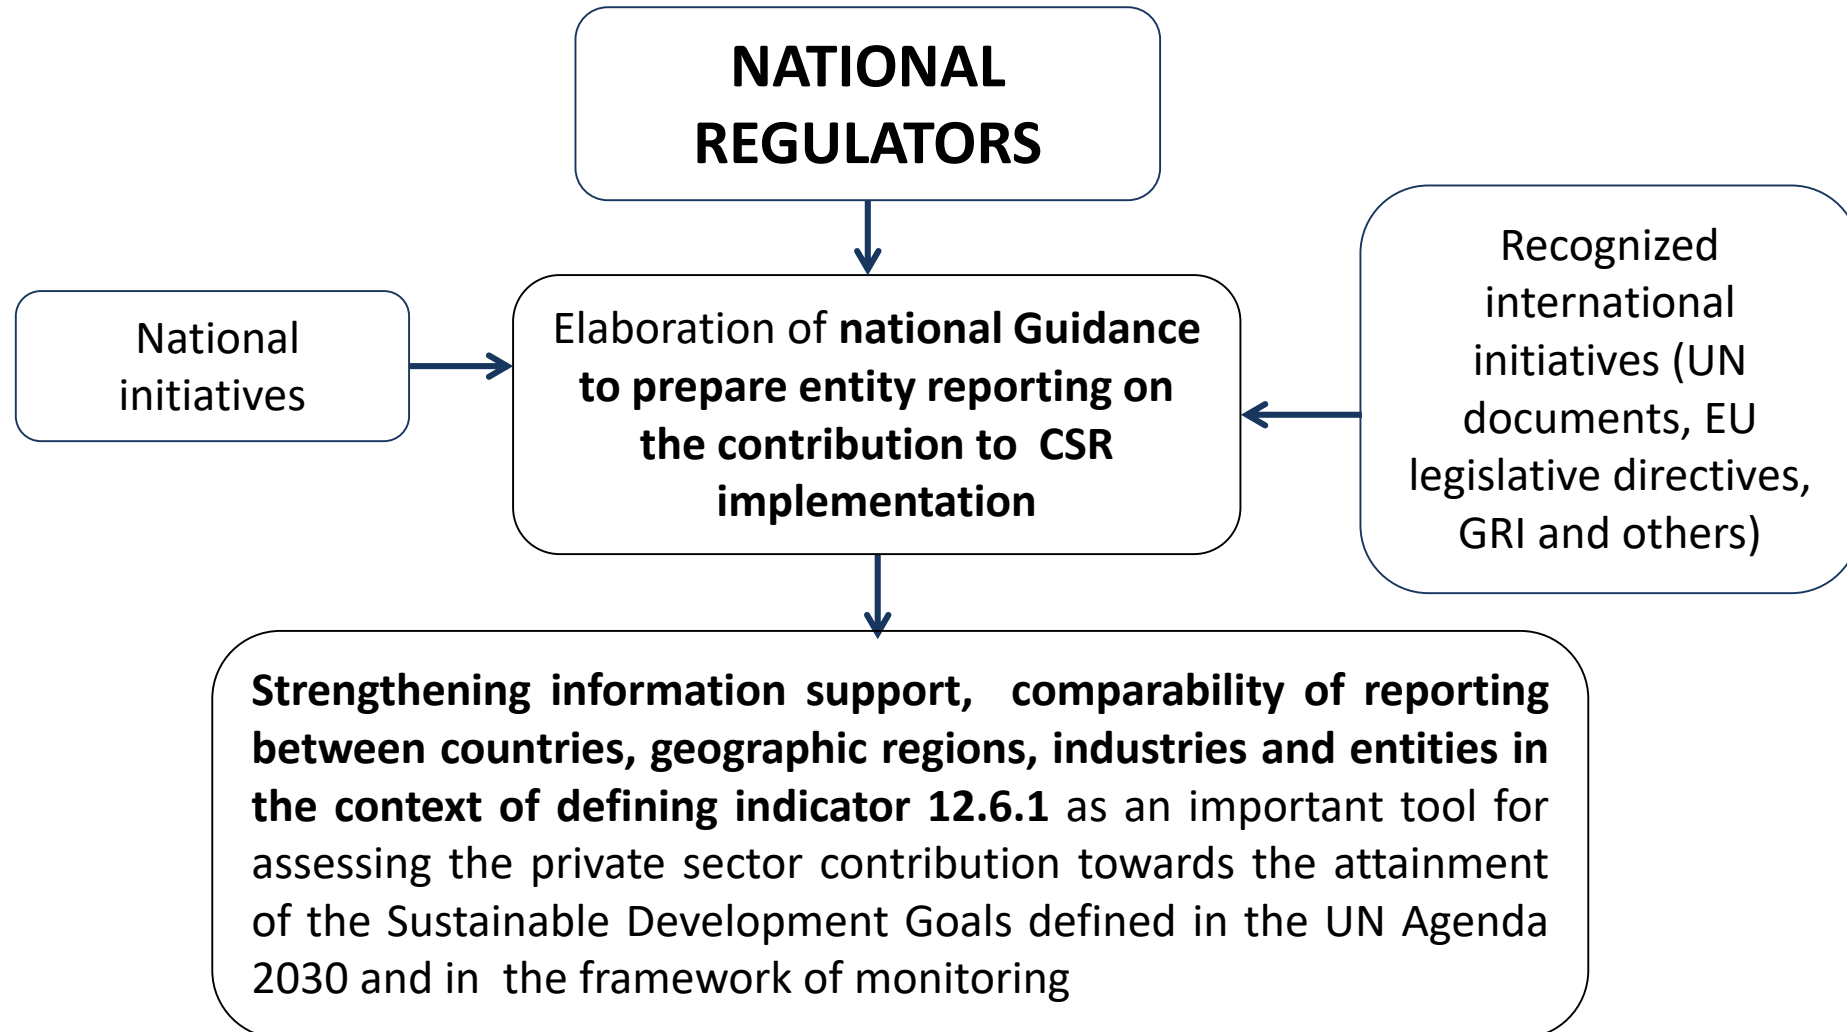 NATIONAL
REGULATORS
National
initiatives
Elaboration of national Guidance
to prepare entity reporting on
the contribution to CSR
implementation
Recognized
international
initiatives (UN
documents, EU
legislative directives,
GRI and others)
Strengthening information support, comparability of reporting
between countries, geographic regions, industries and entities in
the context of defining indicator 12.6.1 as an important tool for
assessing the private sector contribution towards the attainment
of the Sustainable Development Goals defined in the UN Agenda
2030 and in the framework of monitoring